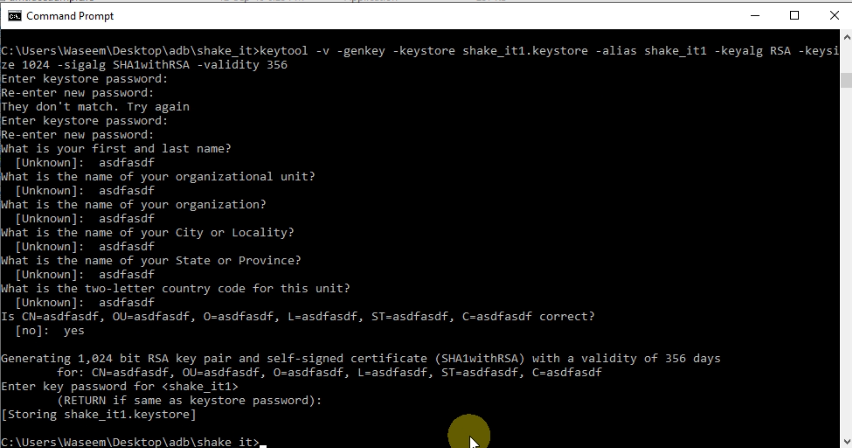 Command Prompt
C:\Users\Waseem\Desktop\adb\shake_it>keytool -v -genkey -keystore shake_it1.keystore -alias shake_it1 -keyalg RSA -keysi
ze 1024 -sigalg SHA1withRSA -validity 356
Enter keystore password:
Re-enter new password:
They don't match. Try again
Enter keystore password:
Re-enter new password:
What is your first and last name?
[Unknown]:  asdfasdf
What is the name of your organizational unit?
[Unknown]:  asdfasdf
What is the name of your organization?
[Unknown]:  asdfasdf
What is the name of your City or Locality?
[Unknown]:  asdfasdf
What is the name of your State or Province?
[Unknown]:  asdfasdf
What is the two-letter country code for this unit?
[Unknown]:  asdfasdf
Is CN=asdfasdf, OU=asdfasdf, O=asdfasdf, L=asdfasdf, ST=asdfasdf, C=asdfasdf correct?
[no]:  yes
Generating 1,024 bit RSA key pair and self-signed certificate (SHA1withRSA) with a validity of 356 days
for: CN=asdfasdf, OU=asdfasdf, O=asdfasdf, L=asdfasdf, ST=asdfasdf, C=asdfasdf
Enter key password for <shake_it1>
(RETURN if same as keystore password):
[Storing shake_it1.keystore]
C:\Users\Waseem\Desktop\adb\shake_it>